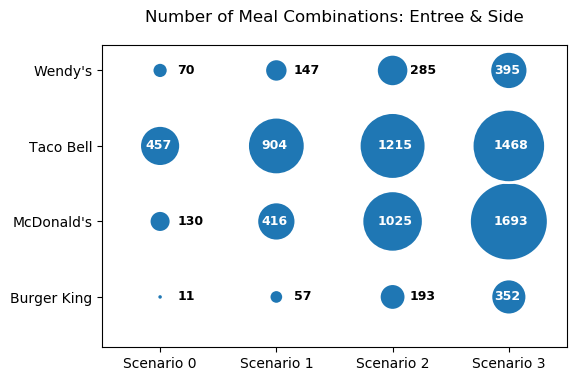 Number of Meal Combinations: Entree & Side
Wendy's 70 147 285 395
Taco Bell 457 904 1215 1468
McDonald's 130 416 1025 1693
Burger King 11 57 193 352
Scenario 0 Scenario 1 Scenario 2 Scenario 3